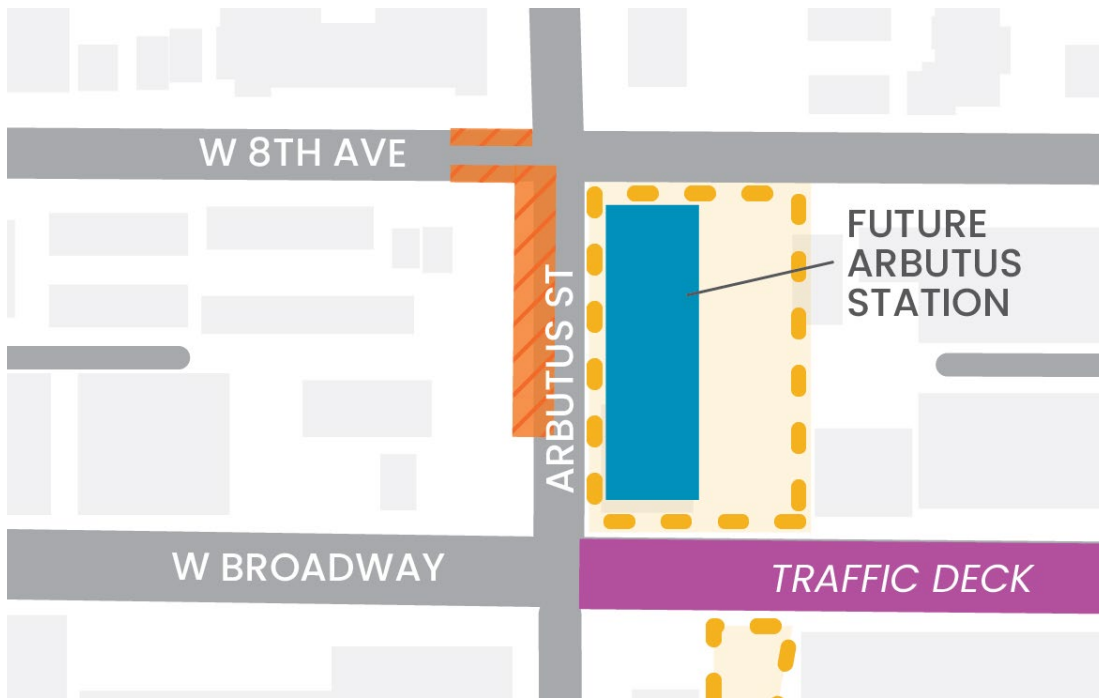 W 8TH AVE
FUTURE
ARBUTUS
STATION
ARBUTUS ST
W BROADWAY
TRAFFIC DECK